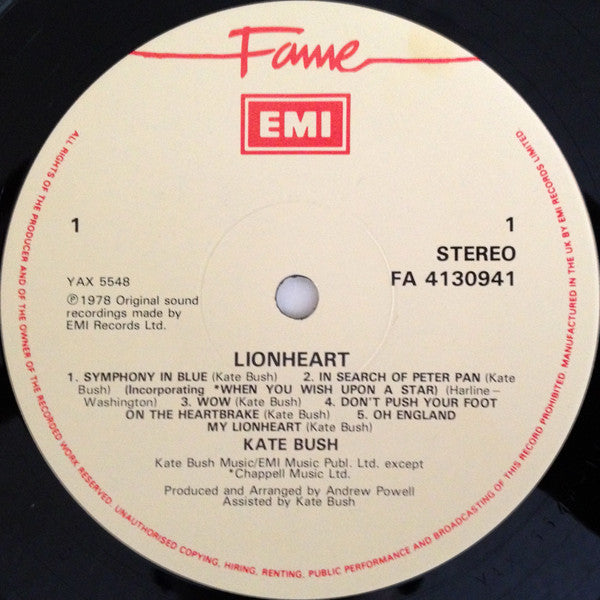 Fame
EMI
1
1
STEREO
YAX 5548
FA 4130941
℗ 1978 Original sound
recordings made by
EMI Records Ltd.
LIONHEART
1. SYMPHONY IN BLUE (Kate Bush) 2. IN SEARCH OF PETER PAN (Kate
Bush) (Incorporating *WHEN YOU WISH UPON A STAR) (Harline—
Washington) 3. WOW (Kate Bush) 4. DON'T PUSH YOUR FOOT
ON THE HEARTBRAKE (Kate Bush) 5. OH ENGLAND
MY LIONHEART (Kate Bush)
KATE BUSH
Kate Bush Music/EMI Music Publ. Ltd. except
*Chappell Music Ltd.
Produced and Arranged by Andrew Powell
Assisted by Kate Bush
ALL RIGHTS OF THE PRODUCER AND OF THE OWNER OF THE RECORDED WORK RESERVED. UNAUTHORISED COPYING, HIRING, RENTING, PUBLIC PERFORMANCE AND BROADCASTING OF THIS RECORD PROHIBITED. MANUFACTURED IN THE UK BY EMI RECORDS LIMITED